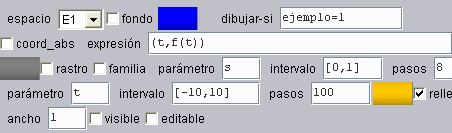 espacio E1 fondo dibujar-si ejemplo=1
coord_abs expresión (t,f(t))
rastro familia parámetro s intervalo [0,1] pasos 8
parámetro t intervalo [-10,10] pasos 100 relle
ancho 1 visible editable